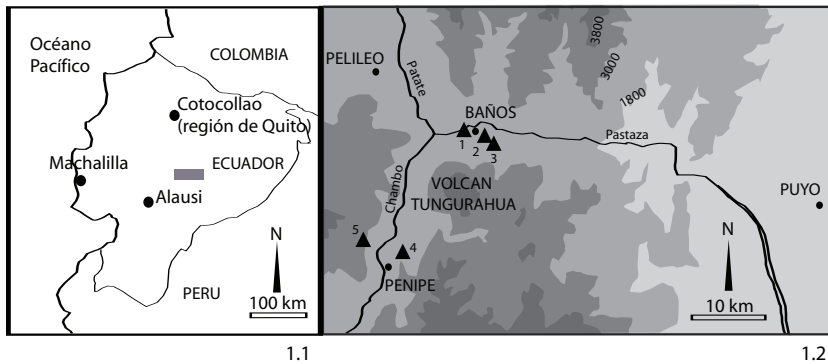 Océano
Pacífico
COLOMBIA
Cotocollao
(región de Quito)
Machalilla
ECUADOR
Alausi
N
PERU
100 km
1.1
3800
3000
1800
PELILEO
Patate
BAÑOS
Pastaza
1
2
3
Chambo
VOLCAN
TUNGURAHUA
PUYO
5
4
PENIPE
N
10 km
1.2